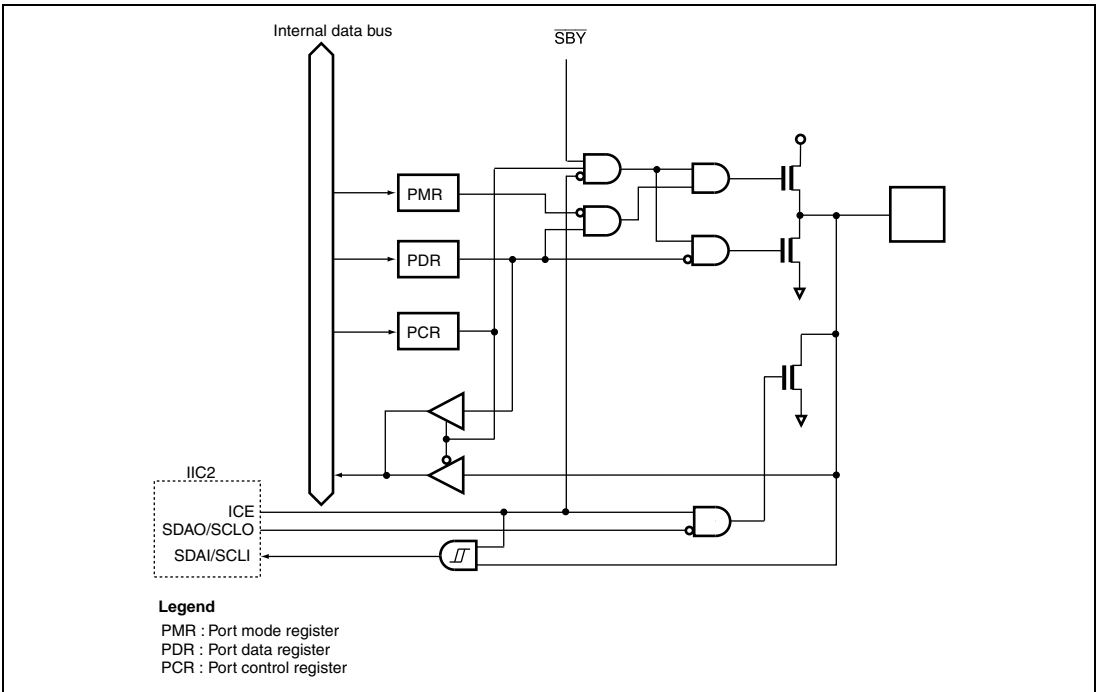 Internal data bus
SBY
PMR
PDR
PCR
IIC2
ICE
SDAO/SCLO
SDAI/SCLI
Legend
PMR : Port mode register
PDR : Port data register
PCR : Port control register